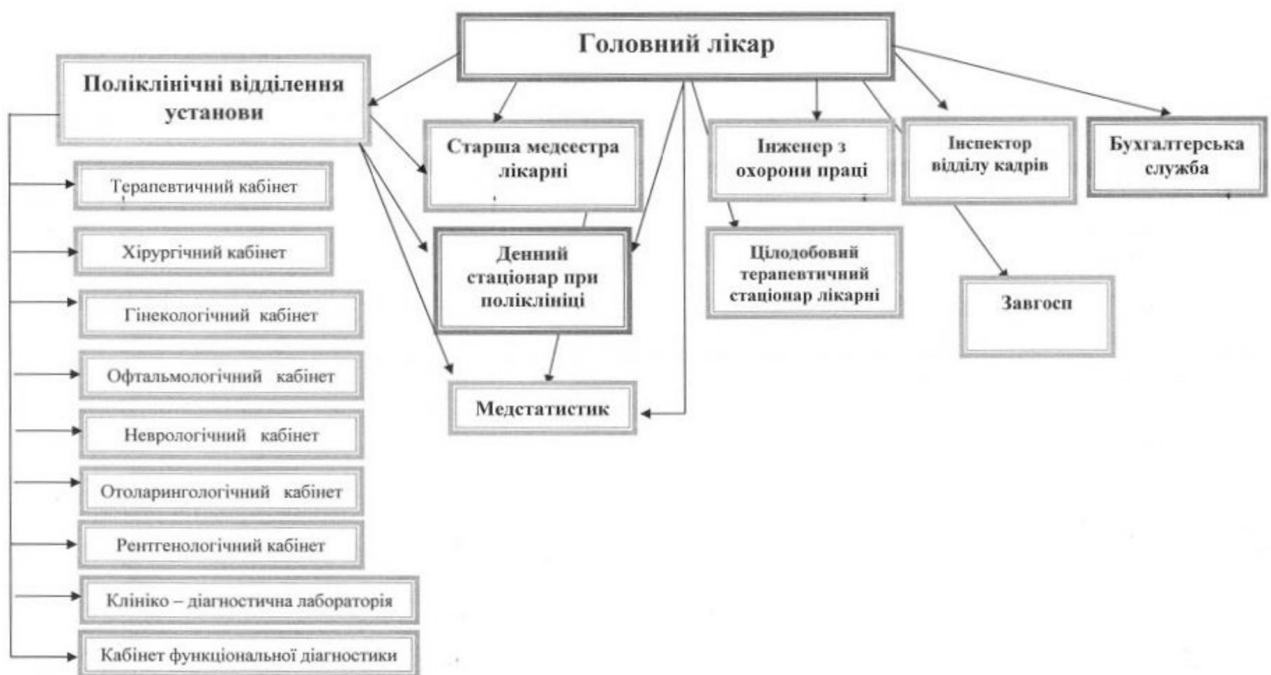 Головний лікар
Поліклінічні відділення
установи
Старша медсестра
лікарні
Інженер з
охорони праці
Інспектор
відділу кадрів
Бухгалтерська
служба
Терапевтичний кабінет
Хірургічний кабінет
Денний
стаціонар при
поліклініці
Цілодобовий
терапевтичний
стаціонар лікарні
Завгосп
Гінекологічний кабінет
Офтальмологічний кабінет
Медстатистик
Неврологічний кабінет
Отоларингологічний кабінет
Рентгенологічний кабінет
Клініко – діагностична лабораторія
Кабінет функціональної діагностики